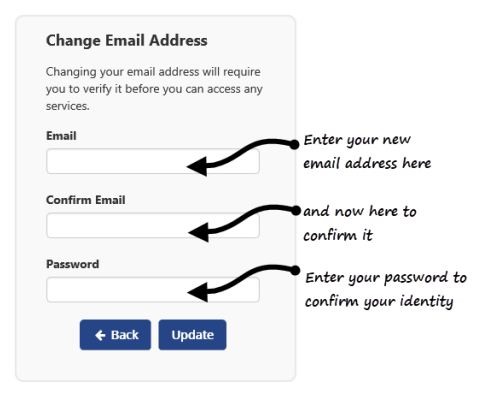 Change Email Address
Changing your email address will require
you to verify it before you can access any
services.
Email
Enter your new
email address here
Confirm Email
and now here to
confirm it
Password
Enter your password to
confirm your identity
Back
Update